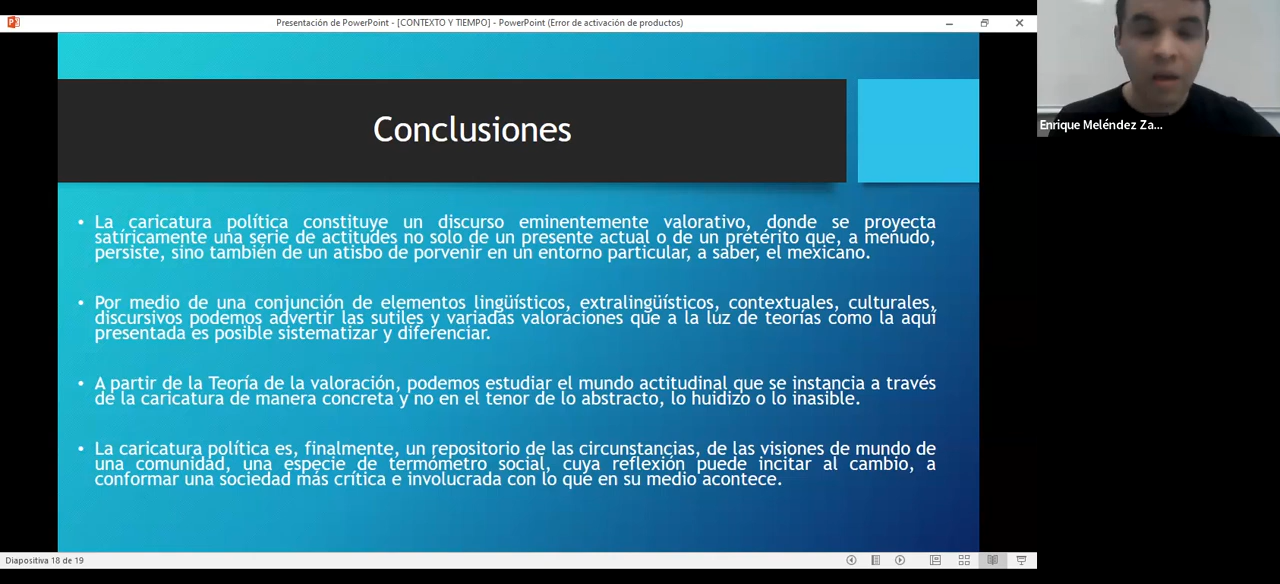 Presentación de PowerPoint - [CONTEXTO Y TIEMPO] - PowerPoint (Error de activación de productos)
Enrique Meléndez Za...
Conclusiones
• La caricatura política constituye un discurso eminentemente valorativo, donde se proyecta
satíricamente una serie de actitudes no solo de un presente actual o de un pretérito que, a menudo,
persiste, sino también de un atisbo de porvenir en un entorno particular, a saber, el mexicano.
• Por medio de una conjunción de elementos lingüísticos, extralingüísticos, contextuales, culturales,
discursivos podemos advertir las sutiles y variadas valoraciones que a la luz de teorías como la aquí
presentada es posible sistematizar y diferenciar.
• A partir de la Teoría de la valoración, podemos estudiar el mundo actitudinal que se instancia a través
de la caricatura de manera concreta y no en el tenor de lo abstracto, lo huidizo o lo inasible.
• La caricatura política es, finalmente, un repositorio de las circunstancias, de las visiones de mundo de
una comunidad, una especie de termómetro social, cuya reflexión puede incitar al cambio, a
conformar una sociedad más crítica e involucrada con lo que en su medio acontece.
Diapositiva 18 de 19